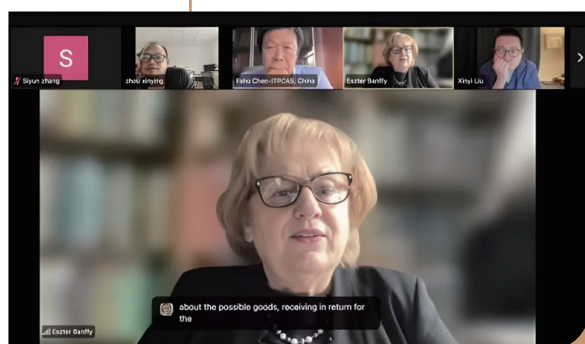 S
Siyun zhang
zhou xinying
Fahu Chen-ITPCAS, China
Eszter Banffy
Xinyi Liu
about the possible goods, receiving in return for
the
Eszter Banffy